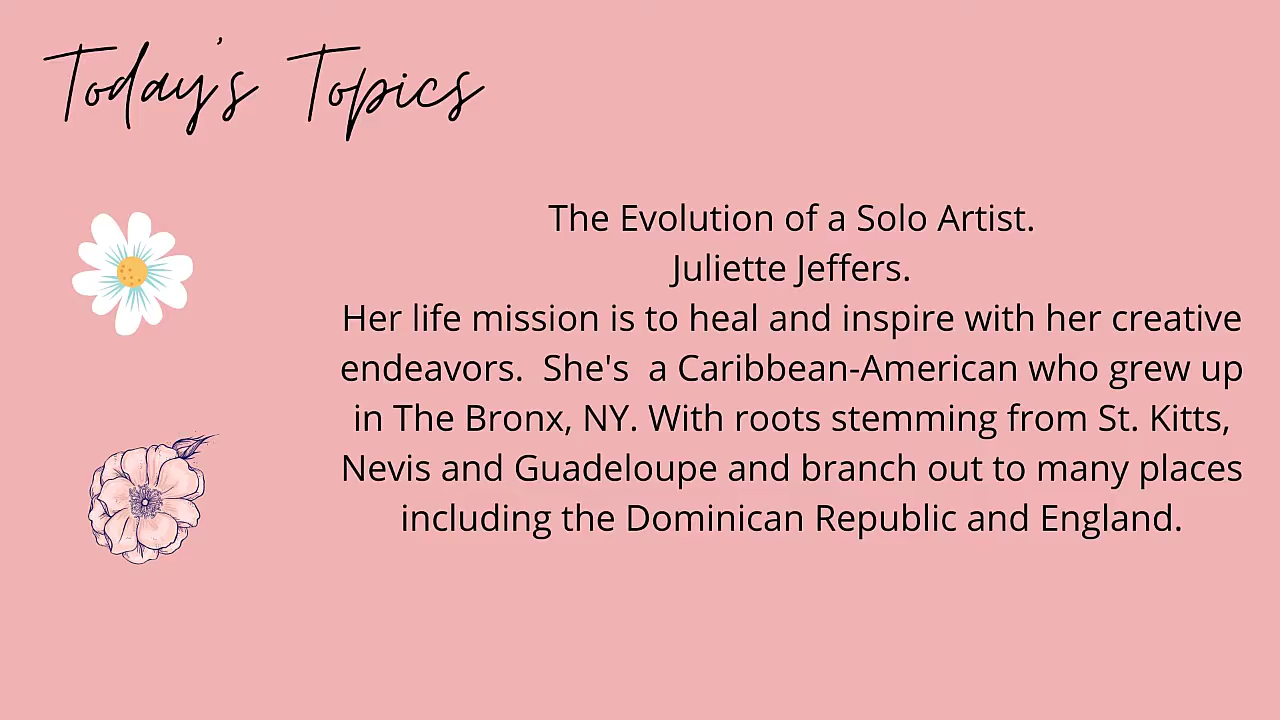 Today's Topics
The Evolution of a Solo Artist.
Juliette Jeffers.
Her life mission is to heal and inspire with her creative
endeavors.  She's  a Caribbean-American who grew up
in The Bronx, NY. With roots stemming from St. Kitts,
Nevis and Guadeloupe and branch out to many places
including the Dominican Republic and England.